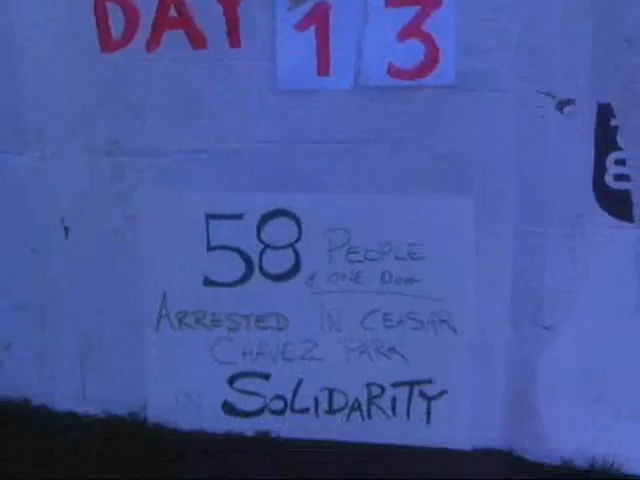 DAY 13
58 PEOPLE
& ONE DOG
ARRESTED IN CEASAR
CHAVEZ PARK
IN SOLIDARITY